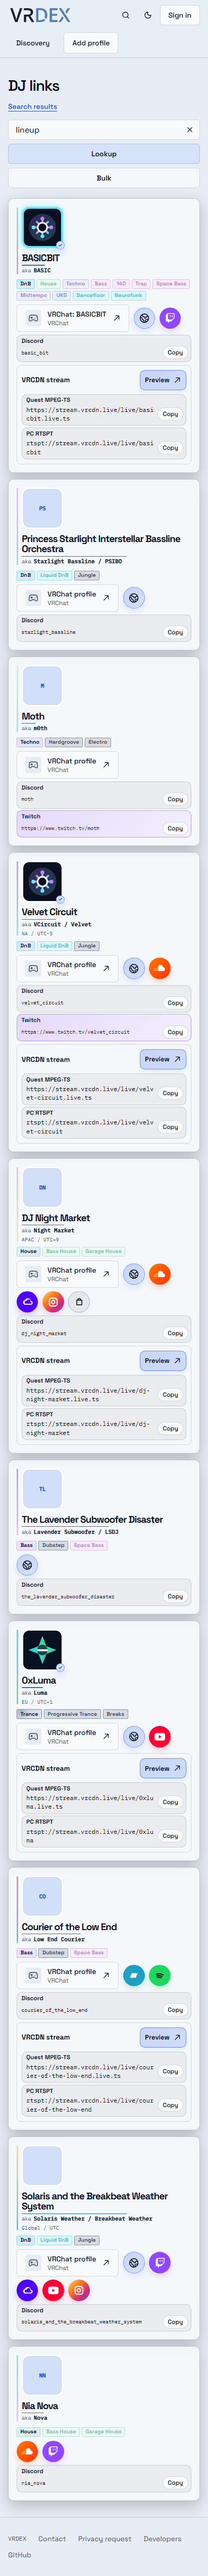 VRDEX
Sign in
Discovery
Add profile
DJ links
Search results
lineup
Lookup
Bulk
BASICBIT
aka BASIC
DnB House Techno Bass 140 Trap Space Bass
Midtempo UKG Dancefloor Neurofunk
VRChat: BASICBIT
VRChat
Discord
basic_bit
Copy
VRCDN stream
Preview
Quest MPEG-TS
https://stream.vrcdn.live/live/basi
cbit.live.ts
Copy
PC RTSPT
rtspt://stream.vrcdn.live/live/basi
cbit
Copy
PS
Princess Starlight Interstellar Bassline
Orchestra
aka Starlight Bassline / PSIBO
DnB Liquid DnB Jungle
VRChat profile
VRChat
Discord
starlight_bassline
Copy
M
Moth
aka m0th
Techno Hardgroove Electro
VRChat profile
VRChat
Discord
moth
Copy
Twitch
https://www.twitch.tv/moth
Copy
Velvet Circuit
aka VCircuit / Velvet
NA / UTC-5
DnB Liquid DnB Jungle
VRChat profile
VRChat
Discord
velvet_circuit
Copy
Twitch
https://www.twitch.tv/velvet_circuit
Copy
VRCDN stream
Preview
Quest MPEG-TS
https://stream.vrcdn.live/live/velv
et-circuit.live.ts
Copy
PC RTSPT
rtspt://stream.vrcdn.live/live/velv
et-circuit
Copy
DN
DJ Night Market
aka Night Market
APAC / UTC+9
House Bass House Garage House
VRChat profile
VRChat
Discord
dj_night_market
Copy
VRCDN stream
Preview
Quest MPEG-TS
https://stream.vrcdn.live/live/dj-
night-market.live.ts
Copy
PC RTSPT
rtspt://stream.vrcdn.live/live/dj-
night-market
Copy
TL
The Lavender Subwoofer Disaster
aka Lavender Subwoofer / LSDJ
Bass Dubstep Space Bass
Discord
the_lavender_subwoofer_disaster
Copy
0xLuma
aka Luma
EU / UTC+1
Trance Progressive Trance Breaks
VRChat profile
VRChat
VRCDN stream
Preview
Quest MPEG-TS
https://stream.vrcdn.live/live/0xlu
ma.live.ts
Copy
PC RTSPT
rtspt://stream.vrcdn.live/live/0xlu
ma
Copy
CO
Courier of the Low End
aka Low End Courier
Bass Dubstep Space Bass
VRChat profile
VRChat
Discord
courier_of_the_low_end
Copy
VRCDN stream
Preview
Quest MPEG-TS
https://stream.vrcdn.live/live/cour
ier-of-the-low-end.live.ts
Copy
PC RTSPT
rtspt://stream.vrcdn.live/live/cour
ier-of-the-low-end
Copy
Solaris and the Breakbeat Weather
System
aka Solaris Weather / Breakbeat Weather
Global / UTC
DnB Liquid DnB Jungle
VRChat profile
VRChat
Discord
solaris_and_the_breakbeat_weather_system
Copy
NN
Nia Nova
aka Nova
House Bass House Garage House
Discord
nia_nova
Copy
VRDEX Contact Privacy request Developers
GitHub